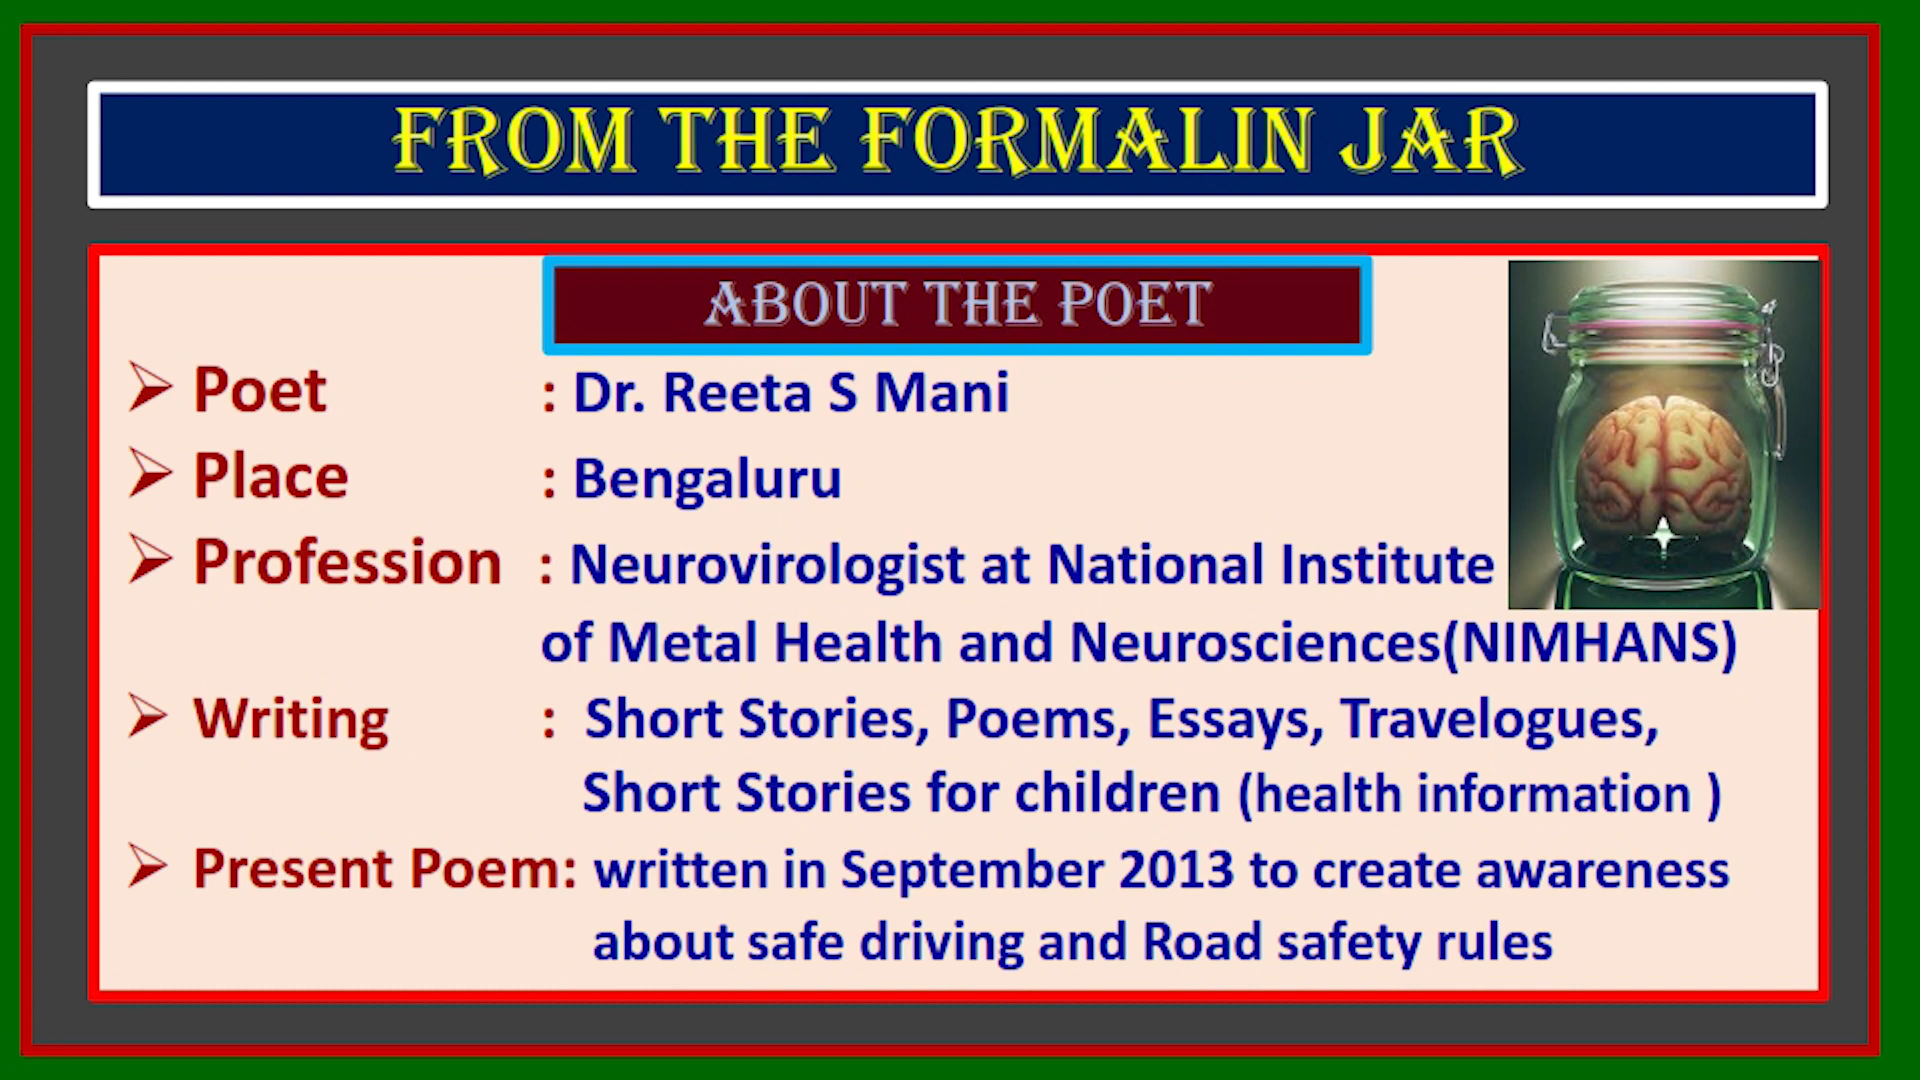 FROM THE FORMALIN JAR
ABOUT THE POET
➢ Poet : Dr. Reeta S Mani
➢ Place : Bengaluru
➢ Profession : Neurovirologist at National Institute
of Metal Health and Neurosciences(NIMHANS)
➢ Writing : Short Stories, Poems, Essays, Travelogues,
Short Stories for children (health information )
➢ Present Poem: written in September 2013 to create awareness
about safe driving and Road safety rules